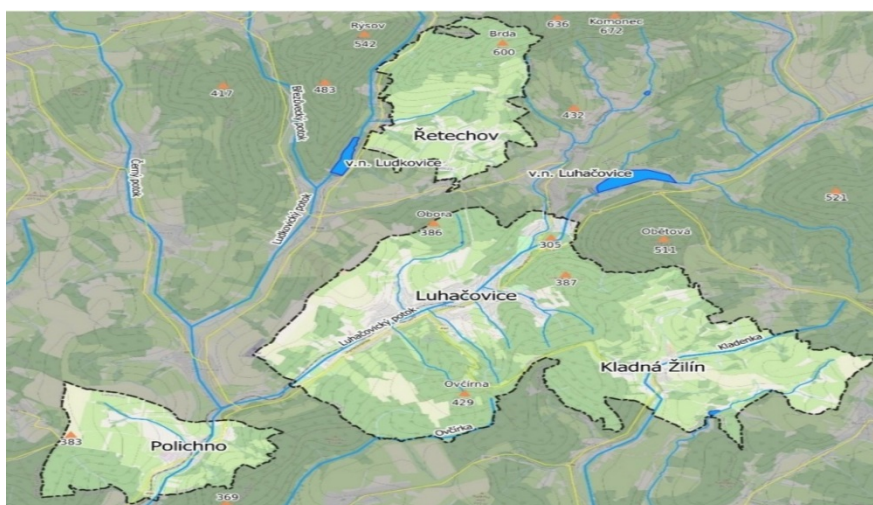 Rysov
542
Brda
600
636
Komonec
672
417
483
432
Březůvecký potok
Řetechov
v.n. Ludkovice
v.n. Luhačovice
Černý potok
Ludkovický potok
521
Obora
386
305
Obětová
511
387
Luhačovice
Luhačovický potok
Kladenka
Kladná Žilín
Ovčírna
429
Ovčírka
383
Polichno
369